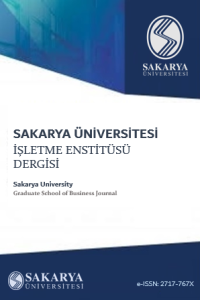 SAKARYA
ÜNİVERSİTESİ
SAKARYA ÜNİVERSİTESİ
İŞLETME ENSTİTÜSÜ
DERGİSİ
Sakarya University
Graduate School of Business Journal
e-ISSN: 2717-767X
SAKARYA
ÜNİVERSİTESİ